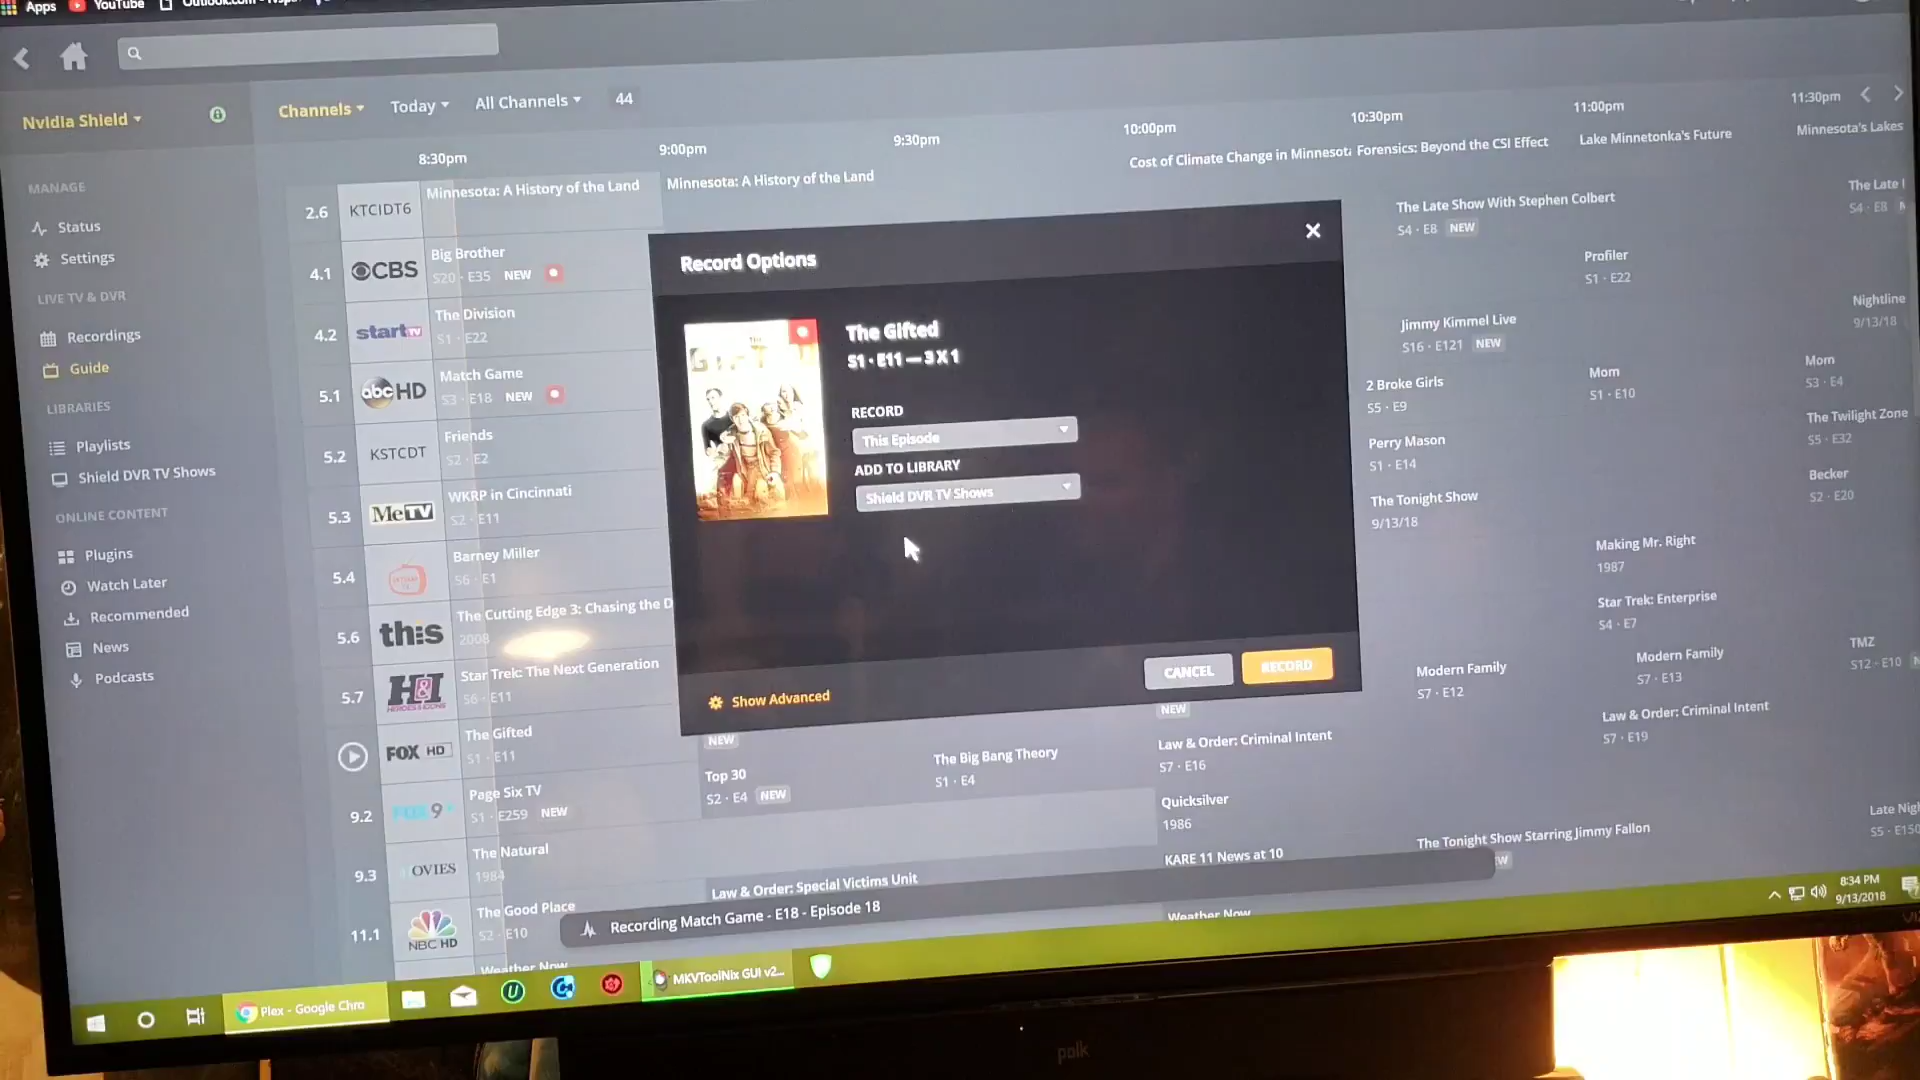 Apps
YouTube
Nvidia Shield
Channels
Today
All Channels
44
8:30pm
9:00pm
9:30pm
10:00pm
10:30pm
11:00pm
11:30pm
MANAGE
Status
Settings
LIVE TV & DVR
Recordings
Guide
LIBRARIES
Playlists
Shield DVR TV Shows
ONLINE CONTENT
Plugins
Watch Later
Recommended
News
Podcasts
2.6 KTCIDT6 Minnesota: A History of the Land
Minnesota: A History of the Land
Cost of Climate Change in Minnesota
Forensics: Beyond the CSI Effect
Lake Minnetonka's Future
Minnesota's Lakes
4.1 CBS Big Brother
S20 · E35 NEW
The Late Show With Stephen Colbert
S4 · E8 NEW
The Late
S4 · E8
4.2 start TV The Division
S1 · E22
Profiler
S1 · E22
5.1 abc HD Match Game
S3 · E18 NEW
Jimmy Kimmel Live
S16 · E121 NEW
Nightline
9/13/18
5.2 KSTCDT Friends
S2 · E2
2 Broke Girls
S5 · E9
Mom
S1 · E10
Mom
S3 · E4
5.3 MeTV WKRP in Cincinnati
S2 · E11
Perry Mason
S1 · E14
The Twilight Zone
S5 · E32
5.4 Barney Miller
S6 · E1
The Tonight Show
9/13/18
Becker
S2 · E20
5.6 this The Cutting Edge 3: Chasing the D
2008
Making Mr. Right
1987
5.7 H&I HEROES & ICONS Star Trek: The Next Generation
S6 · E11
Star Trek: Enterprise
S4 · E7
FOX HD The Gifted
S1 · E11
NEW
NEW
Modern Family
S7 · E12
Modern Family
S7 · E13
TMZ
S12 · E10
9.2 FOX 9+ Page Six TV
S1 · E259 NEW
Top 30
S2 · E4 NEW
The Big Bang Theory
S1 · E4
Law & Order: Criminal Intent
S7 · E16
Law & Order: Criminal Intent
S7 · E19
9.3 OVIES The Natural
1984
Quicksilver
1986
11.1 NBC HD The Good Place
S2 · E10
Law & Order: Special Victims Unit
KARE 11 News at 10
The Tonight Show Starring Jimmy Fallon
Late Nigh
S5 · E150
Weather Now
Weather Now
Record Options
The Gifted
S1 · E11 — 3 X 1
RECORD
This Episode
ADD TO LIBRARY
Shield DVR TV Shows
Show Advanced
CANCEL
RECORD
Recording Match Game - E18 - Episode 18
Plex - Google Chro
MKVToolNix GUI v2...
8:34 PM
9/13/2018
polk